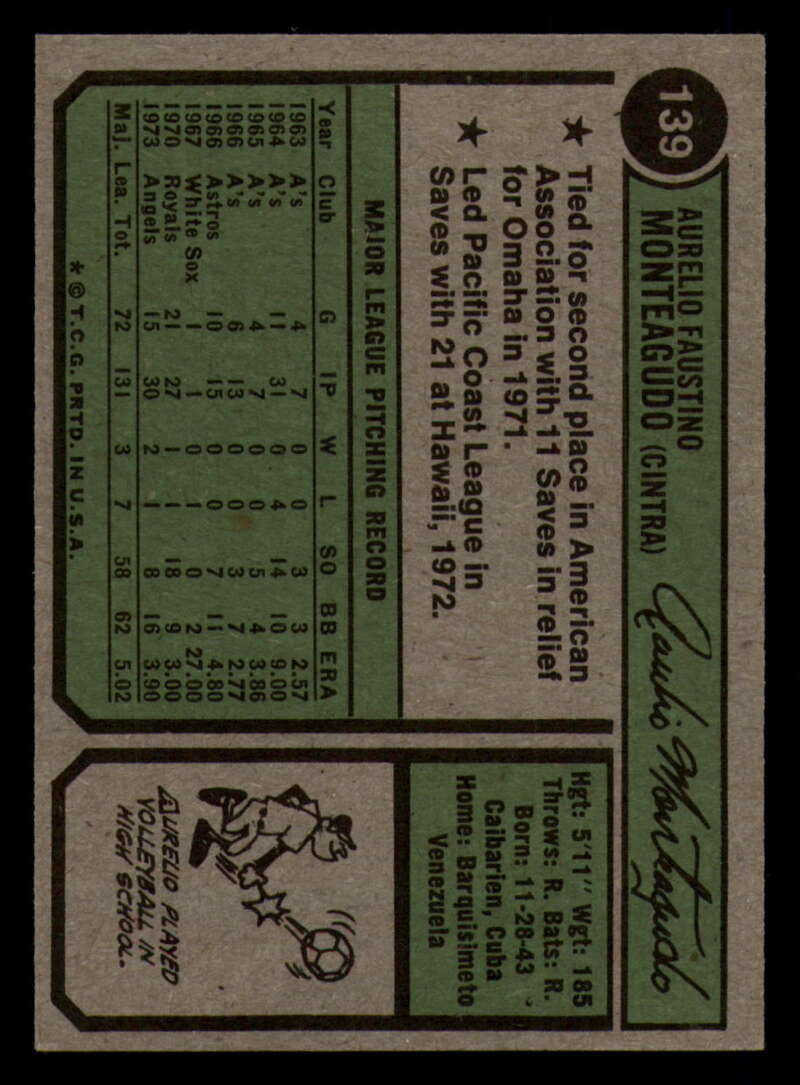 139
AURELIO FAUSTINO
MONTEAGUDO (CINTRA)
Aurelio Monteagudo
★ Tied for second place in American
Association with 11 Saves in relief
for Omaha in 1971.
★ Led Pacific Coast League in
Saves with 21 at Hawaii, 1972.
MAJOR LEAGUE PITCHING RECORD
Year Club G IP W L SO BB ERA
1963 A's 4 7 0 0 3 3 2.57
1964 A's 11 31 0 4 14 10 9.00
1965 A's 4 7 0 0 5 4 3.86
1966 A's 6 13 0 0 3 7 2.77
1966 Astros 10 15 0 0 7 11 4.80
1967 White Sox 1 1 0 1 0 2 27.00
1970 Royals 21 27 1 1 18 9 3.00
1973 Angels 15 30 2 1 8 16 3.90
Maj. Lea. Tot. 72 131 3 7 58 62 5.02
* © T.C.G. PRTD. IN U.S.A.
Hgt: 5'11" Wgt: 185
Throws: R. Bats: R.
Born: 11-28-43
Caibarien, Cuba
Home: Barquisimeto
Venezuela
AURELIO PLAYED
VOLLEYBALL IN
HIGH SCHOOL.